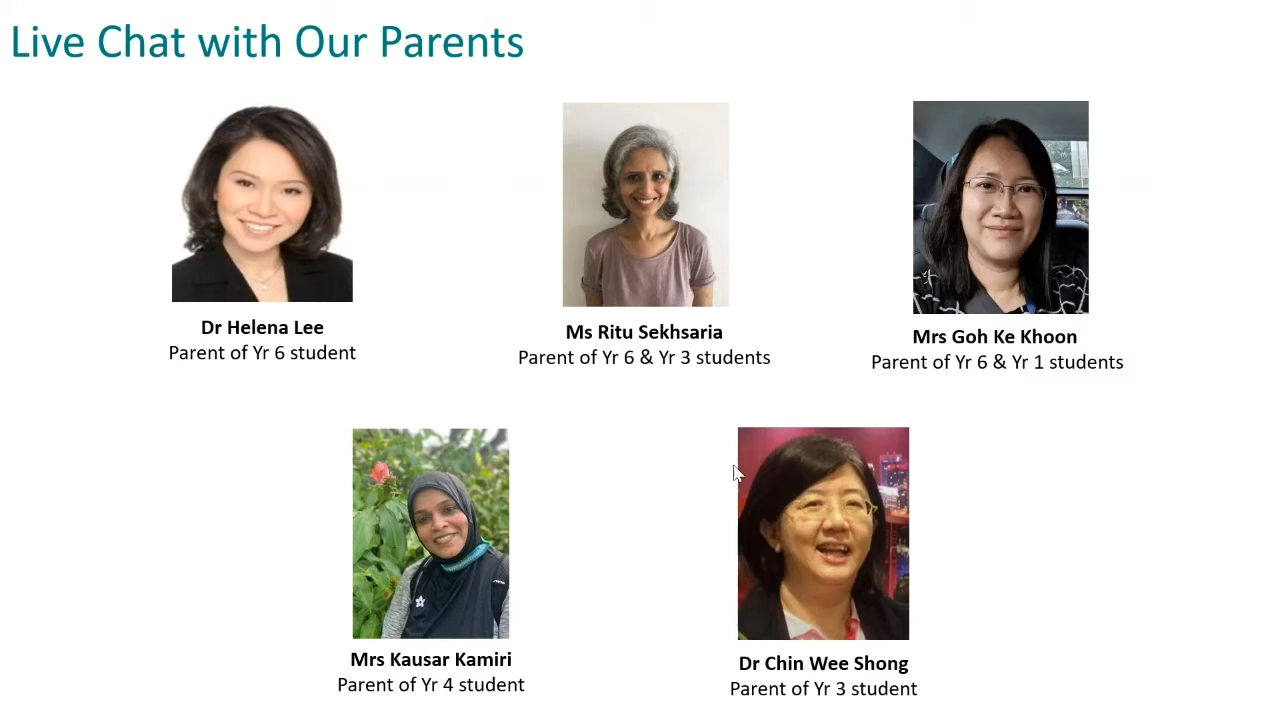 Live Chat with Our Parents
Dr Helena Lee
Parent of Yr 6 student
Ms Ritu Sekhsaria
Parent of Yr 6 & Yr 3 students
Mrs Goh Ke Khoon
Parent of Yr 6 & Yr 1 students
Mrs Kausar Kamiri
Parent of Yr 4 student
Dr Chin Wee Shong
Parent of Yr 3 student